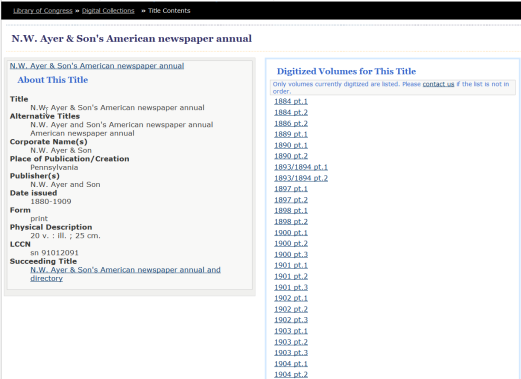 Library of Congress » Digital Collections » Title Contents
N.W. Ayer & Son's American newspaper annual
N.W. Ayer & Son's American newspaper annual
About This Title
Title
N.W. Ayer & Son's American newspaper annual
Alternative Titles
N.W. Ayer and Son's American newspaper annual
American newspaper annual
Corporate Name(s)
N.W. Ayer & Son
Place of Publication/Creation
Pennsylvania
Publisher(s)
N.W. Ayer and Son
Date issued
1880-1909
Form
print
Physical Description
20 v. : ill. ; 25 cm.
LCCN
sn 91012091
Succeeding Title
N.W. Ayer & Son's American newspaper annual and
directory
Digitized Volumes for This Title
Only volumes currently digitized are listed. Please contact us if the list is not in
order.
1884 pt.1
1884 pt.2
1886 pt.2
1889 pt.1
1890 pt.1
1890 pt.2
1893/1894 pt.1
1893/1894 pt.2
1897 pt.1
1897 pt.2
1898 pt.1
1898 pt.2
1900 pt.1
1900 pt.2
1900 pt.3
1901 pt.1
1901 pt.2
1901 pt.3
1902 pt.1
1902 pt.2
1902 pt.3
1903 pt.1
1903 pt.2
1903 pt.3
1904 pt.1
1904 pt.2